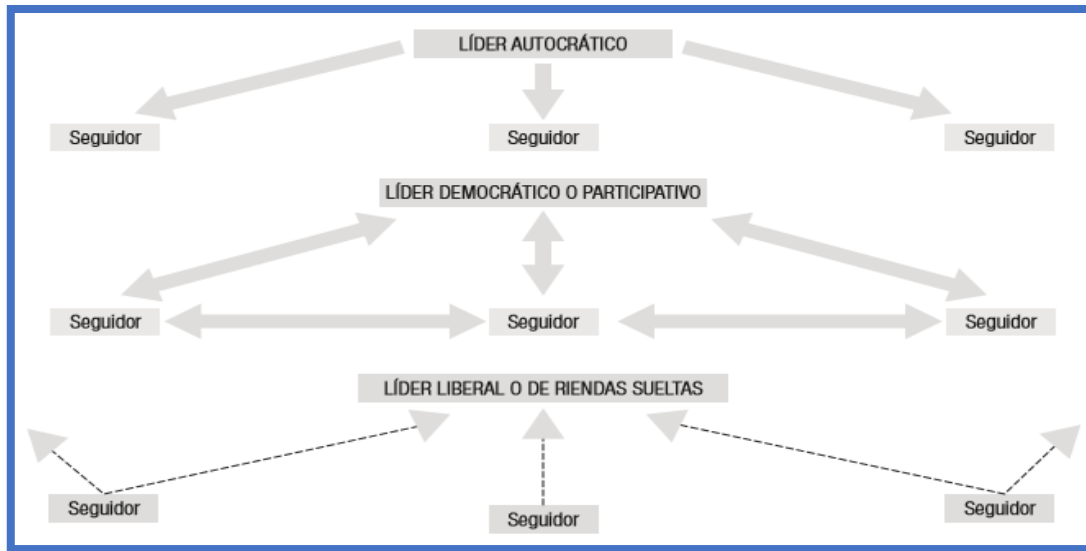 LÍDER AUTOCRÁTICO
Seguidor
Seguidor
Seguidor
LÍDER DEMOCRÁTICO O PARTICIPATIVO
Seguidor
Seguidor
Seguidor
LÍDER LIBERAL O DE RIENDAS SUELTAS
Seguidor
Seguidor
Seguidor